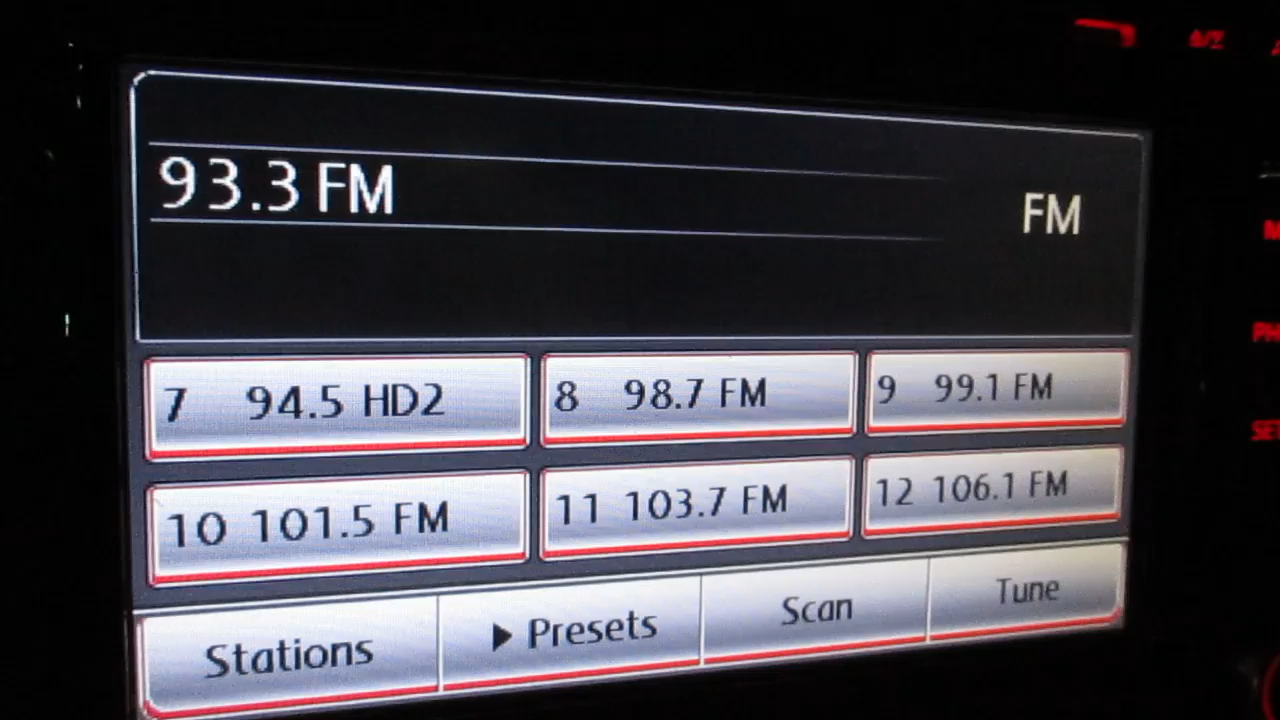 93.3 FM
FM
7 94.5 HD2
8 98.7 FM
9 99.1 FM
10 101.5 FM
11 103.7 FM
12 106.1 FM
Stations
▶ Presets
Scan
Tune